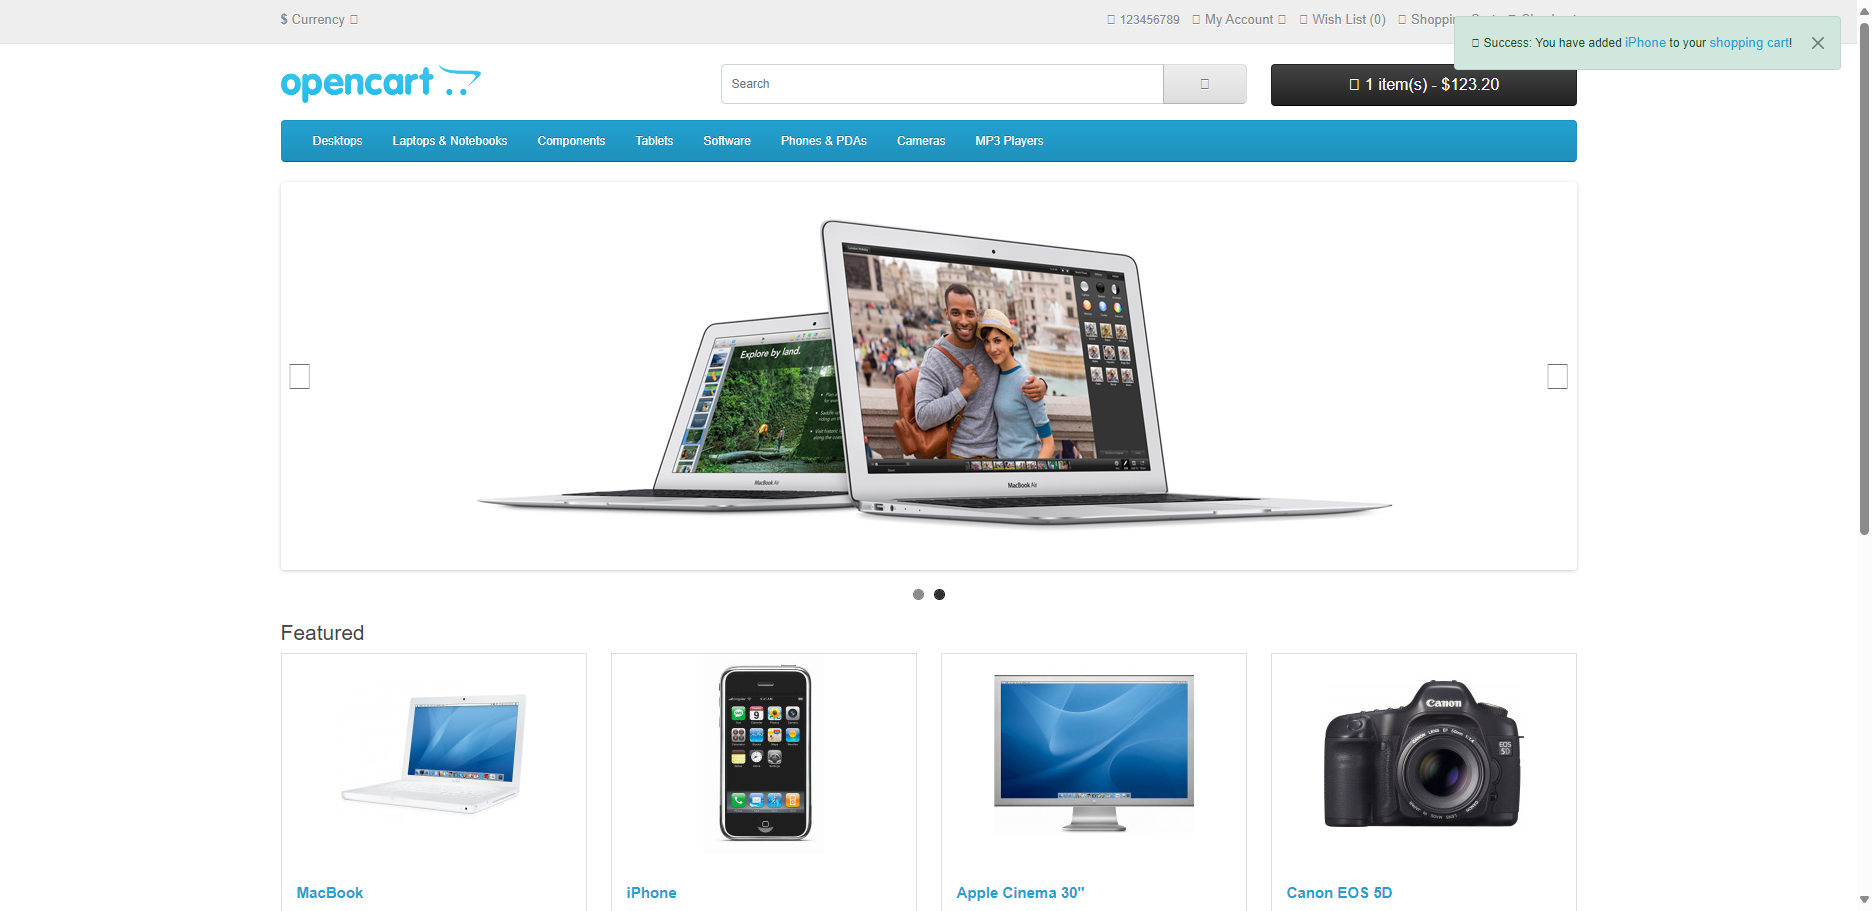 $ Currency
123456789 My Account Wish List (0)
Success: You have added iPhone to your shopping cart!
opencart
Search
1 item(s) - $123.20
Desktops Laptops & Notebooks Components Tablets Software Phones & PDAs Cameras MP3 Players
Explore by land.
MacBook Air
MacBook Air
Featured
Canon
EOS
5D
MacBook
iPhone
Apple Cinema 30"
Canon EOS 5D